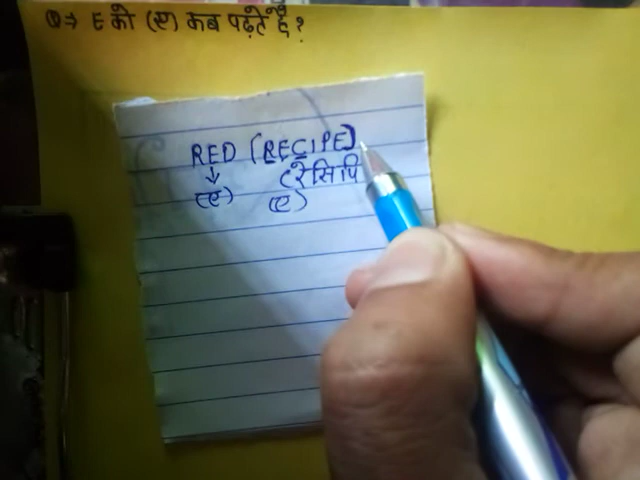 Q→ E को (ए) कब पढ़ते है?
RED (RECIPE)
↓ (रेसिपि
(ए) (ए)